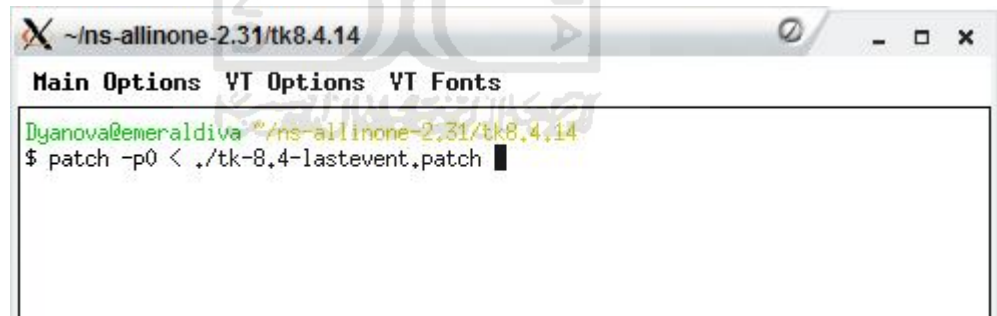 ~/ns-allinone-2.31/tk8.4.14
Main Options VT Options VT Fonts
Dyanova@emeraldiva ~/ns-allinone-2.31/tk8.4.14
$ patch -p0 < ./tk-8.4-lastevent.patch